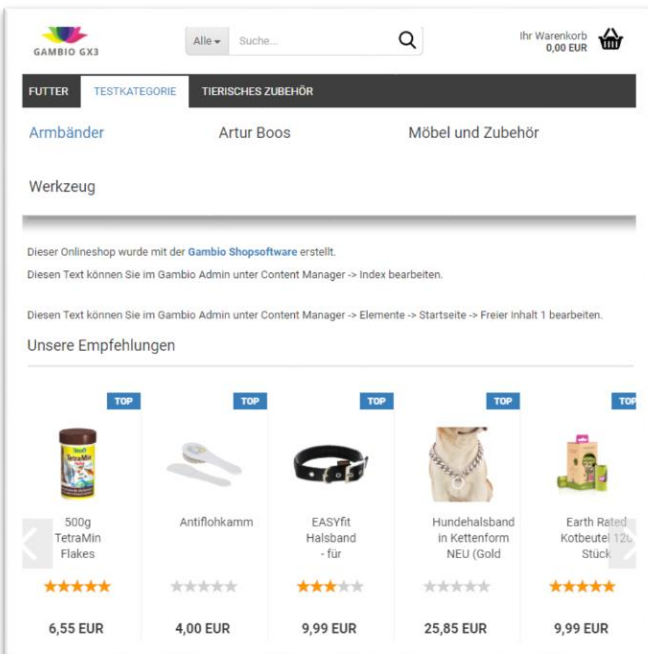 GAMBIO GX3
Alle
Suche...
Ihr Warenkorb
0,00 EUR
FUTTER TESTKATEGORIE TIERISCHES ZUBEHÖR
Armbänder Artur Boos Möbel und Zubehör
Werkzeug
Dieser Onlineshop wurde mit der Gambio Shopsoftware erstellt.
Diesen Text können Sie im Gambio Admin unter Content Manager -> Index bearbeiten.
Diesen Text können Sie im Gambio Admin unter Content Manager -> Elemente -> Startseite -> Freier Inhalt 1 bearbeiten.
Unsere Empfehlungen
TOP TOP TOP TOP TOP
Tetra
TetraMin
500g
TetraMin
Flakes
6,55 EUR
Antiflohkamm
4,00 EUR
EASYfit
Halsband
- für
9,99 EUR
Hundehalsband
in Kettenform
NEU (Gold
25,85 EUR
Earth Rated
Kotbeutel 120
Stück
9,99 EUR